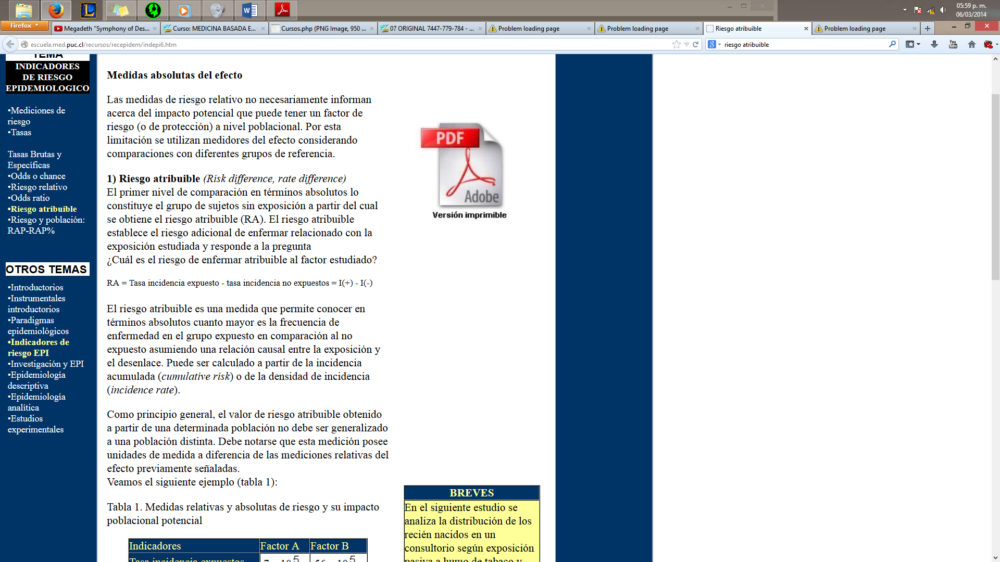 05:59 p. m.
06/03/2014
Firefox
Megadeth "Symphony of Des...
Curso: MEDICINA BASADA E...
Cursos.php (PNG Image, 950 ...
07 ORIGINAL 7447-779-784 - ...
Problem loading page
Problem loading page
Riesgo atribuible
Problem loading page
escuela.med.puc.cl/recursos/recepidem/indepi6.htm
riesgo atribuible
TEMA
INDICADORES
DE RIESGO
EPIDEMIOLOGICO
•Mediciones de
riesgo
•Tasas
Tasas Brutas y
Específicas
•Odds o chance
•Riesgo relativo
•Odds ratio
•Riesgo atribuible
•Riesgo y población:
RAP-RAP%
OTROS TEMAS
•Introductorios
•Instrumentales
introductorios
•Paradigmas
epidemiológicos
•Indicadores de
riesgo EPI
•Investigación y EPI
•Epidemiología
descriptiva
•Epidemiología
analítica
•Estudios
experimentales
Medidas absolutas del efecto
Las medidas de riesgo relativo no necesariamente informan
acerca del impacto potencial que puede tener un factor de
riesgo (o de protección) a nivel poblacional. Por esta
limitación se utilizan medidores del efecto considerando
comparaciones con diferentes grupos de referencia.
1) Riesgo atribuible (Risk difference, rate difference)
El primer nivel de comparación en términos absolutos lo
constituye el grupo de sujetos sin exposición a partir del cual
se obtiene el riesgo atribuible (RA). El riesgo atribuible
establece el riesgo adicional de enfermar relacionado con la
exposición estudiada y responde a la pregunta
¿Cuál es el riesgo de enfermar atribuible al factor estudiado?
RA = Tasa incidencia expuesto - tasa incidencia no expuestos = I(+) - I(-)
El riesgo atribuible es una medida que permite conocer en
términos absolutos cuanto mayor es la frecuencia de
enfermedad en el grupo expuesto en comparación al no
expuesto asumiendo una relación causal entre la exposición y
el desenlace. Puede ser calculado a partir de la incidencia
acumulada (cumulative risk) o de la densidad de incidencia
(incidence rate).
Como principio general, el valor de riesgo atribuible obtenido
a partir de una determinada población no debe ser generalizado
a una población distinta. Debe notarse que esta medición posee
unidades de medida a diferencia de las mediciones relativas del
efecto previamente señaladas.
Veamos el siguiente ejemplo (tabla 1):
Tabla 1. Medidas relativas y absolutas de riesgo y su impacto
poblacional potencial
Indicadores Factor A Factor B
Tasa incidencia expuestos
PDF
Adobe
Versión imprimible
BREVES
En el siguiente estudio se
analiza la distribución de los
recién nacidos en un
consultorio según exposición
pasiva a humo de tabaco y